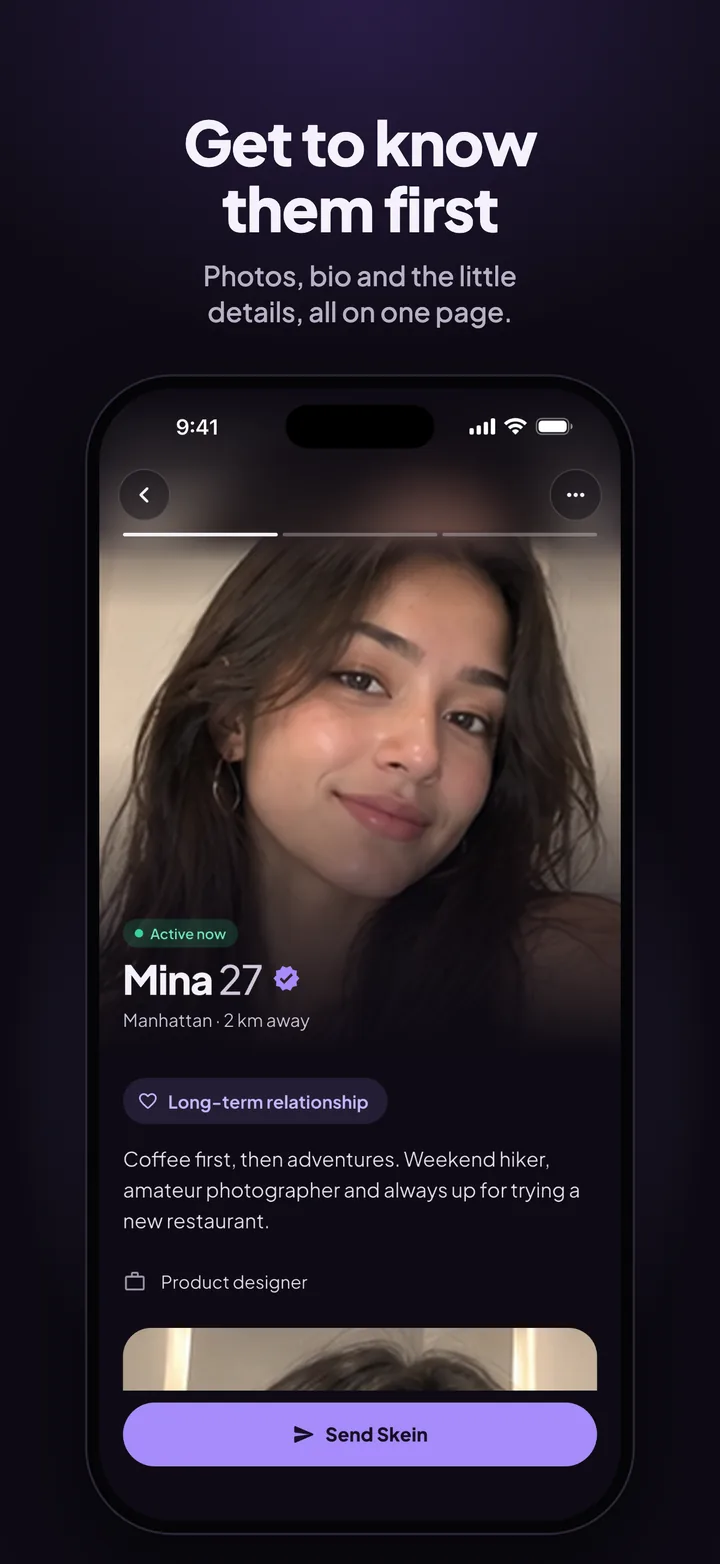 Get to know
them first
Photos, bio and the little
details, all on one page.
9:41
Active now
Mina 27
Manhattan · 2 km away
Long-term relationship
Coffee first, then adventures. Weekend hiker,
amateur photographer and always up for trying a
new restaurant.
Product designer
Send Skein